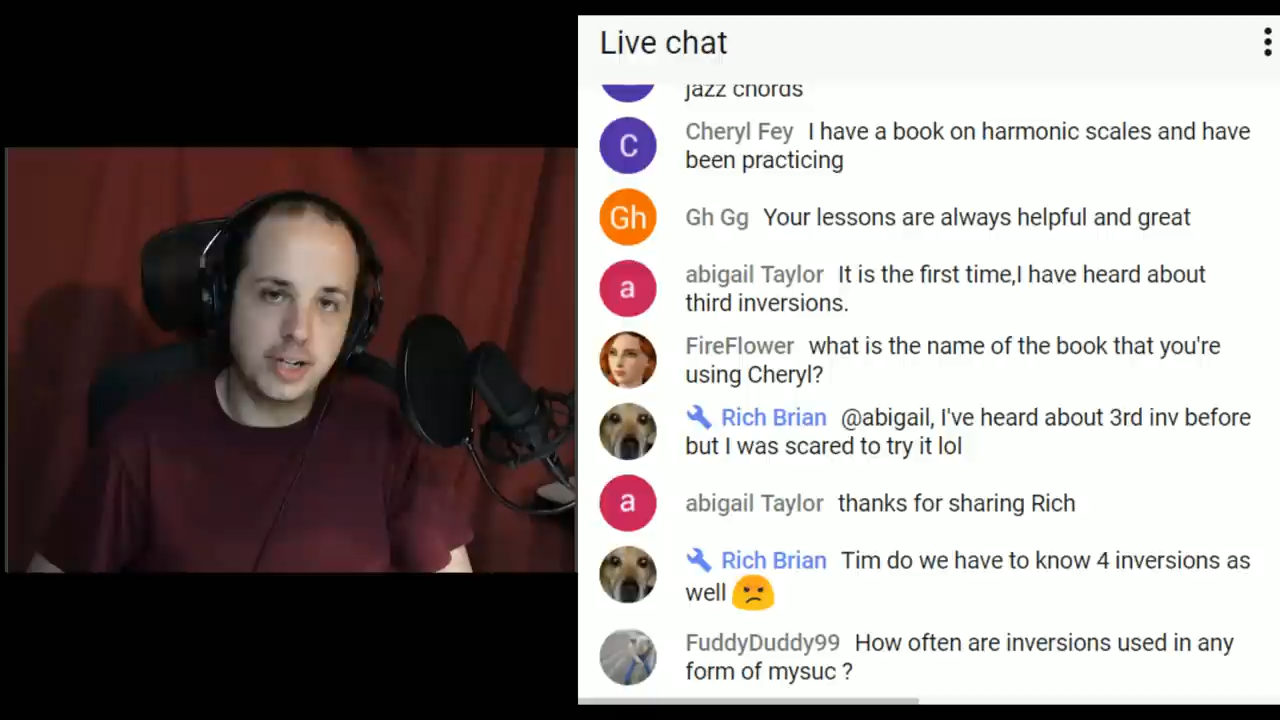 Live chat
jazz chords
C
Cheryl Fey I have a book on harmonic scales and have
been practicing
Gh
Gh Gg Your lessons are always helpful and great
a
abigail Taylor It is the first time,I have heard about
third inversions.
FireFlower what is the name of the book that you're
using Cheryl?
Rich Brian @abigail, I've heard about 3rd inv before
but I was scared to try it lol
a
abigail Taylor thanks for sharing Rich
Rich Brian Tim do we have to know 4 inversions as
well
FuddyDuddy99 How often are inversions used in any
form of mysuc ?